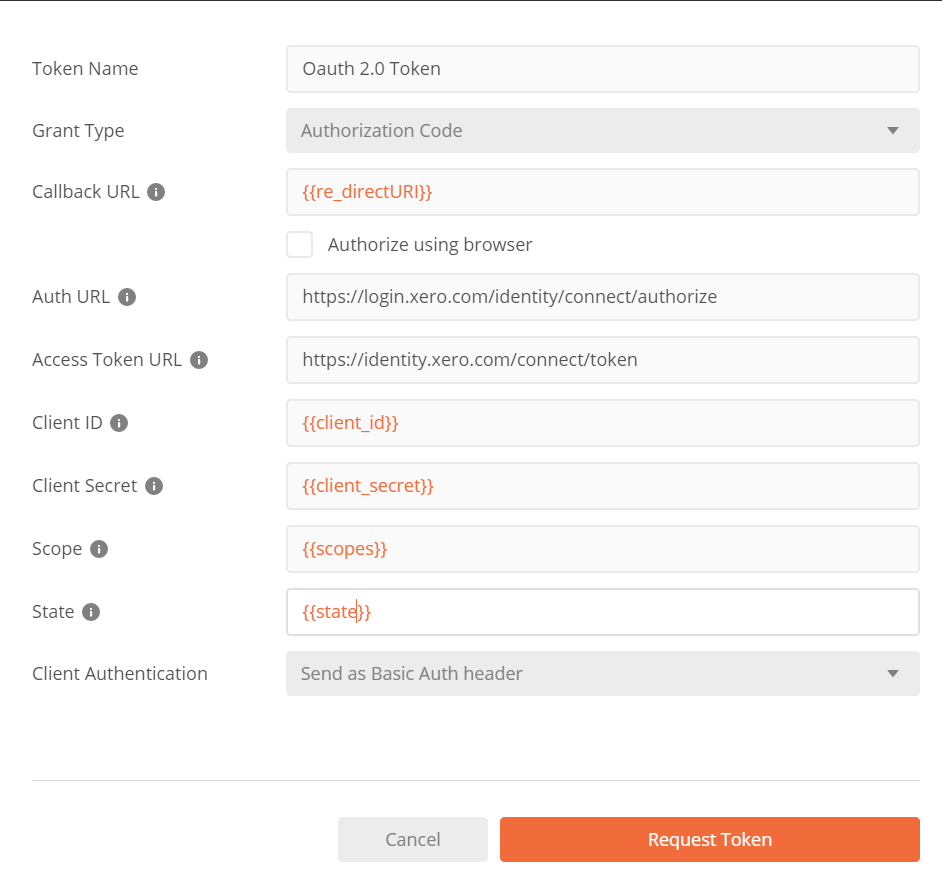 Token Name
Oauth 2.0 Token
Grant Type
Authorization Code
Callback URL
{{re_directURI}}
Authorize using browser
Auth URL
https://login.xero.com/identity/connect/authorize
Access Token URL
https://identity.xero.com/connect/token
Client ID
{{client_id}}
Client Secret
{{client_secret}}
Scope
{{scopes}}
State
{{state}}
Client Authentication
Send as Basic Auth header
Cancel
Request Token